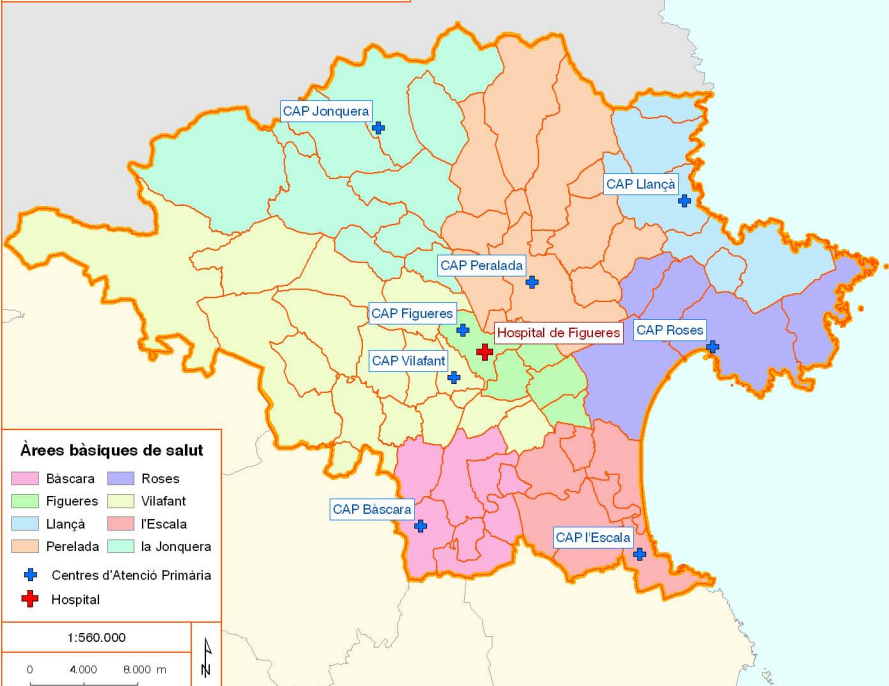 CAP Jonquera
CAP Llançà
CAP Peralada
CAP Figueres
Hospital de Figueres
CAP Roses
CAP Vilafant
CAP Bàscara
CAP l'Escala
Àrees bàsiques de salut
Bàscara
Roses
Figueres
Vilafant
Llançà
l'Escala
Perelada
la Jonquera
Centres d'Atenció Primària
Hospital
1:560.000
N
0 4.000 8.000 m